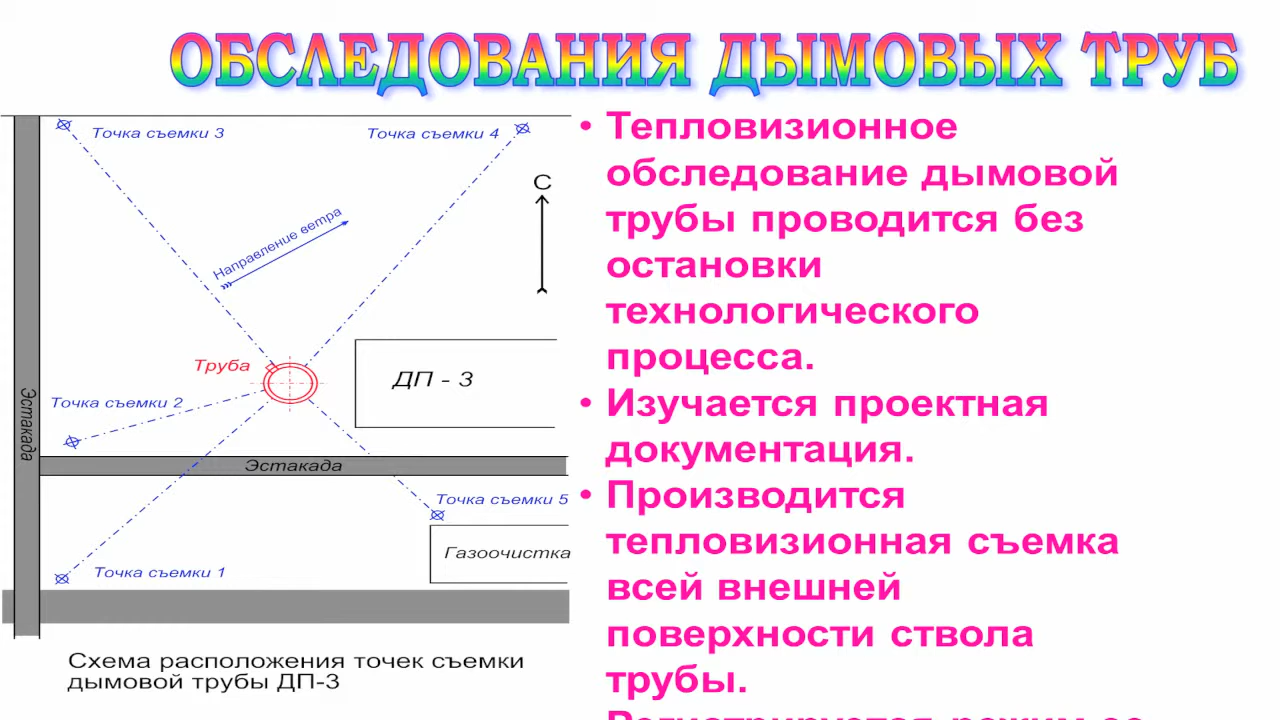 ОБСЛЕДОВАНИЯ ДЫМОВЫХ ТРУБ
Точка съемки 3
Точка съемки 4
С
Направление ветра
Труба
ДП - 3
Точка съемки 2
Эстакада
Эстакада
Точка съемки 5
Газоочистка
Точка съемки 1
Схема расположения точек съемки
дымовой трубы ДП-3
• Тепловизионное
обследование дымовой
трубы проводится без
остановки
технологического
процесса.
• Изучается проектная
документация.
• Производится
тепловизионная съемка
всей внешней
поверхности ствола
трубы.